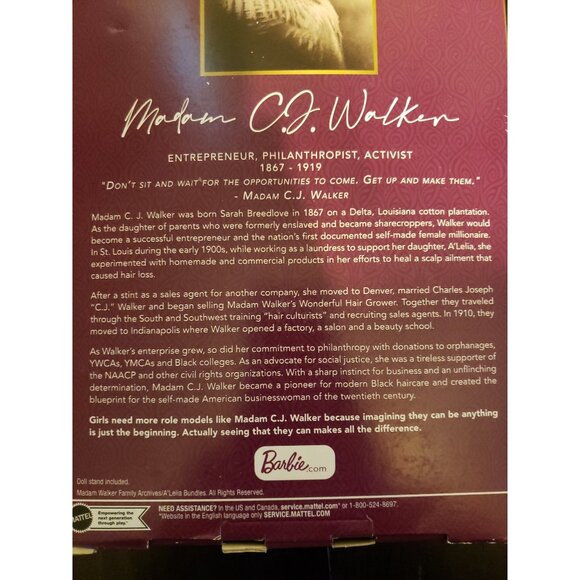 Madam C.J. Walker
ENTREPRENEUR, PHILANTHROPIST, ACTIVIST
1867 - 1919
"DON'T SIT AND WAIT FOR THE OPPORTUNITIES TO COME. GET UP AND MAKE THEM."
- MADAM C.J. WALKER
Madam C. J. Walker was born Sarah Breedlove in 1867 on a Delta, Louisiana cotton plantation.
As the daughter of parents who were formerly enslaved and became sharecroppers, Walker would
become a successful entrepreneur and the nation's first documented self-made female millionaire.
In St. Louis during the early 1900s, while working as a laundress to support her daughter, A'Lelia, she
experimented with homemade and commercial products in her efforts to heal a scalp ailment that
caused hair loss.
After a stint as a sales agent for another company, she moved to Denver, married Charles Joseph
"C.J." Walker and began selling Madam Walker's Wonderful Hair Grower. Together they traveled
through the South and Southwest training "hair culturists" and recruiting sales agents. In 1910, they
moved to Indianapolis where Walker opened a factory, a salon and a beauty school.
As Walker's enterprise grew, so did her commitment to philanthropy with donations to orphanages,
YWCAs, YMCAs and Black colleges. As an advocate for social justice, she was a tireless supporter of
the NAACP and other civil rights organizations. With a sharp instinct for business and an unflinching
determination, Madam C.J. Walker became a pioneer for modern Black haircare and created the
blueprint for the self-made American businesswoman of the twentieth century.
Girls need more role models like Madam C.J. Walker because imagining they can be anything
is just the beginning. Actually seeing that they can makes all the difference.
Barbie.com
Doll stand included.
Madam Walker Family Archives/A'Lelia Bundles. All Rights Reserved.
MATTEL
Empowering the
next generation
through play.™
NEED ASSISTANCE? In the US and Canada, service.mattel.com* or 1-800-524-8697.
*Website in the English language only SERVICE.MATTEL.COM